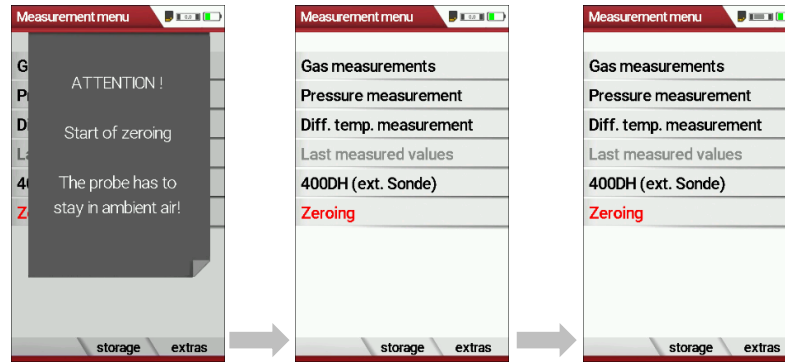 Measurement menu
G
ATTENTION !
P
Start of zeroing
D
L
The probe has to
40
stay in ambient air!
Z
storage extras
Measurement menu
Gas measurements
Pressure measurement
Diff. temp. measurement
Last measured values
400DH (ext. Sonde)
Zeroing
storage extras
Measurement menu
Gas measurements
Pressure measurement
Diff. temp. measurement
Last measured values
400DH (ext. Sonde)
Zeroing
storage extras